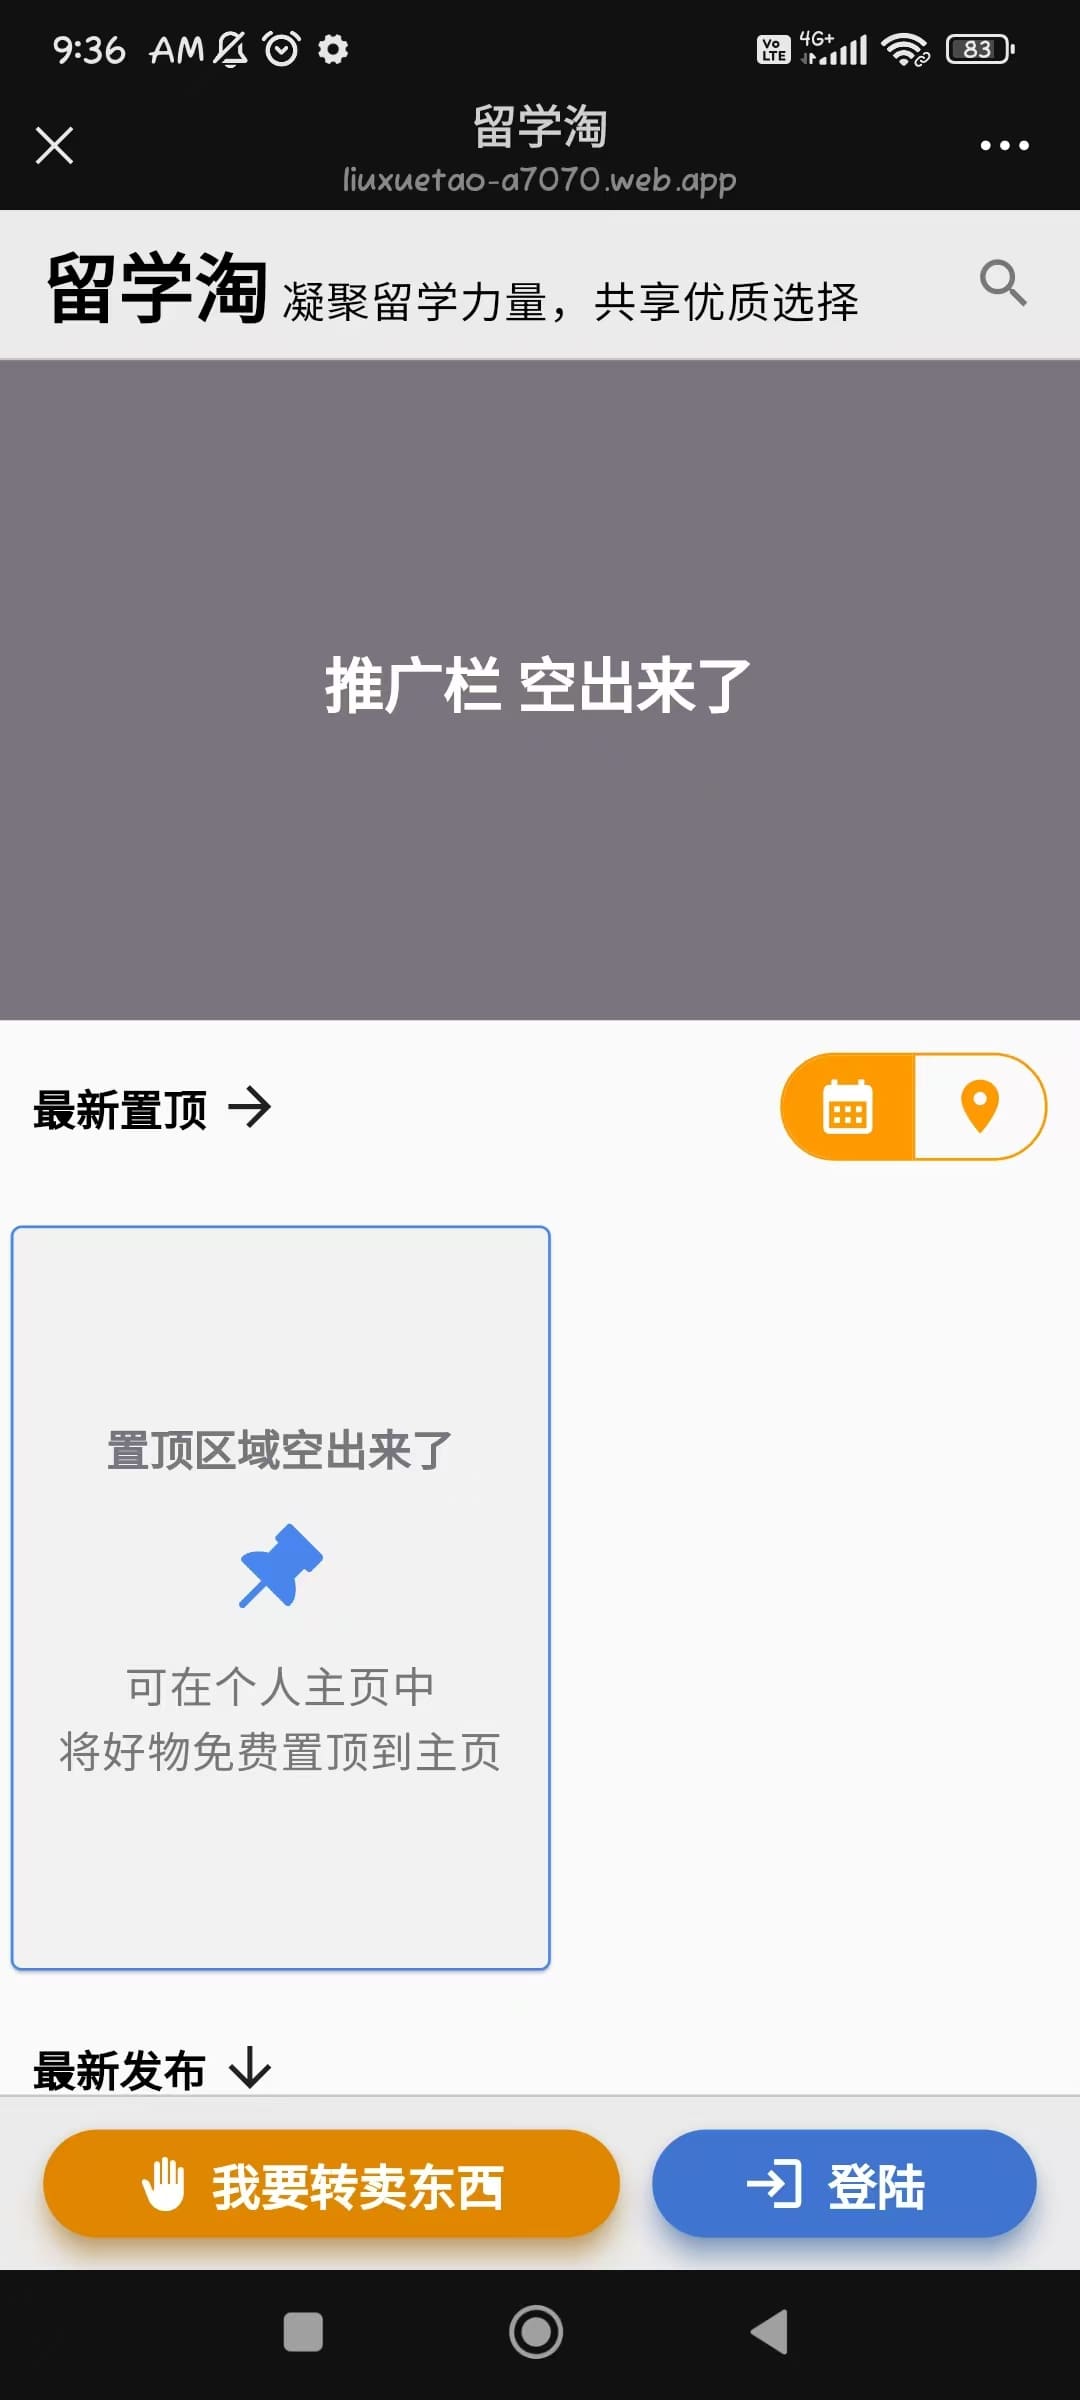 9:36 AM
Vo LTE 4G+ 83
留学淘
liuxuetao-a7070.web.app
留学淘 凝聚留学力量，共享优质选择
推广栏 空出来了
最新置顶
置顶区域空出来了
可在个人主页中
将好物免费置顶到主页
最新发布
我要转卖东西 登陆